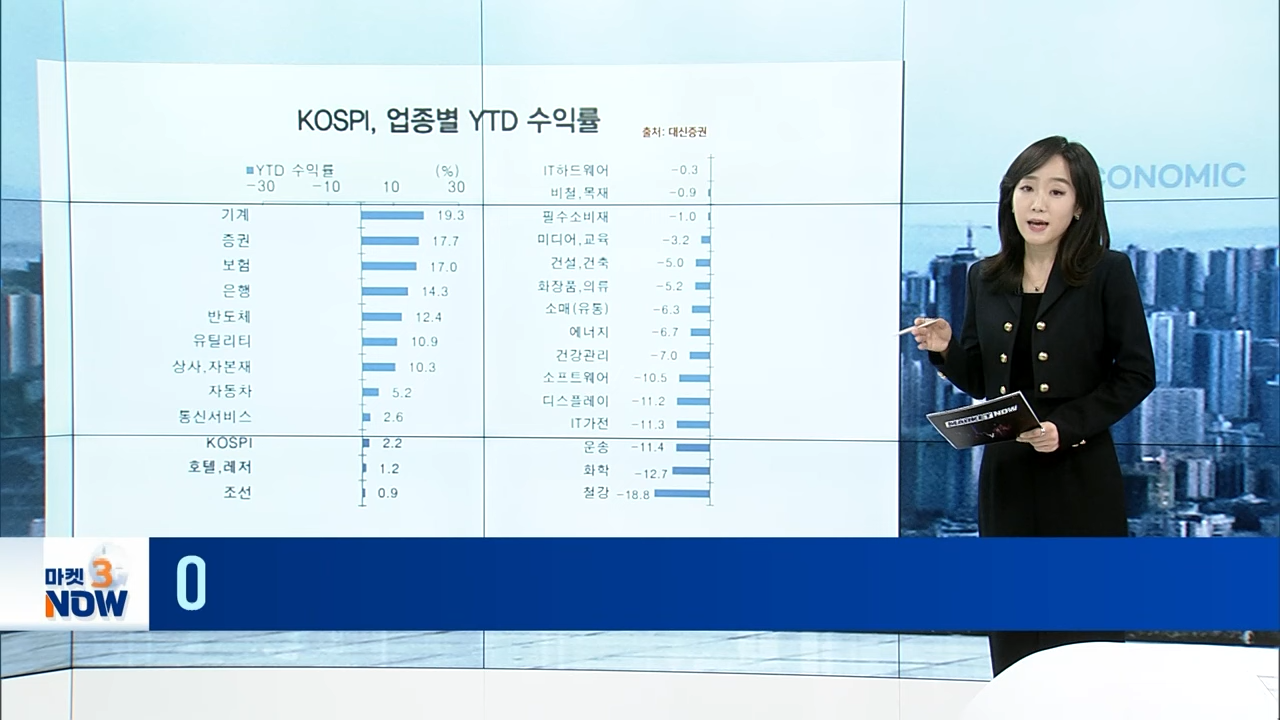 KOSPI, 업종별 YTD 수익률
출처: 대신증권
YTD 수익률 (%)
-30 -10 10 30
기계 19.3
증권 17.7
보험 17.0
은행 14.3
반도체 12.4
유틸리티 10.9
상사,자본재 10.3
자동차 5.2
통신서비스 2.6
KOSPI 2.2
호텔,레저 1.2
조선 0.9
IT하드웨어 -0.3
비철,목재 -0.9
필수소비재 -1.0
미디어,교육 -3.2
건설,건축 -5.0
화장품,의류 -5.2
소매(유통) -6.3
에너지 -6.7
건강관리 -7.0
소프트웨어 -10.5
디스플레이 -11.2
IT가전 -11.3
운송 -11.4
화학 -12.7
철강 -18.8
CONOMIC
MARKET NOW
마켓 3
NOW
0